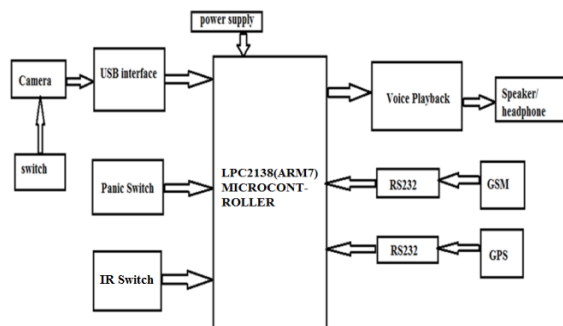 power supply
Camera
USB interface
Voice Playback
Speaker/
headphone
switch
Panic Switch
LPC2138(ARM7)
MICROCONT-
ROLLER
RS232
GSM
IR Switch
RS232
GPS